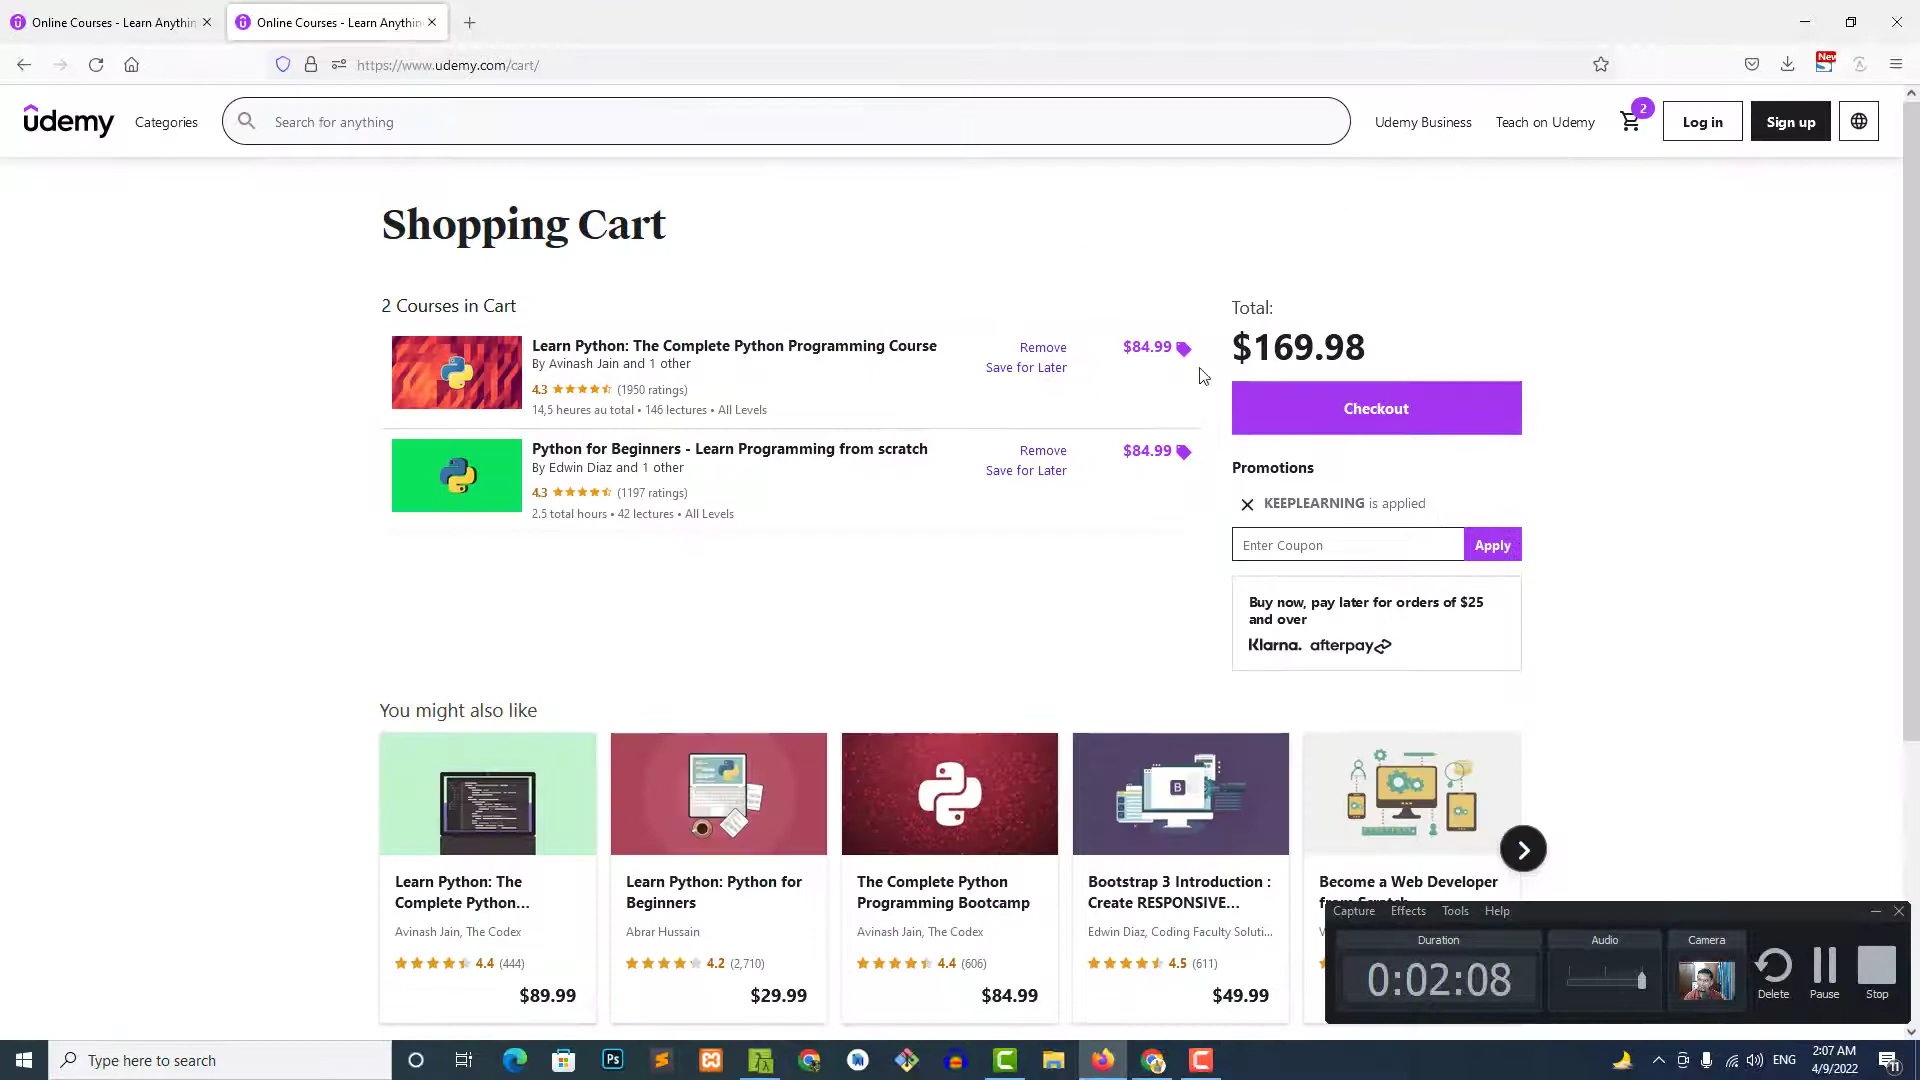 Online Courses - Learn Anythin
Online Courses - Learn Anythin
https://www.udemy.com/cart/
New
udemy
Categories
Search for anything
Udemy Business
Teach on Udemy
2
Log in
Sign up
Shopping Cart
2 Courses in Cart
Learn Python: The Complete Python Programming Course
By Avinash Jain and 1 other
4.3 (1950 ratings)
14,5 heures au total • 146 lectures • All Levels
Remove
Save for Later
$84.99
Python for Beginners - Learn Programming from scratch
By Edwin Diaz and 1 other
4.3 (1197 ratings)
2.5 total hours • 42 lectures • All Levels
Remove
Save for Later
$84.99
Total:
$169.98
Checkout
Promotions
KEEPLEARNING is applied
Enter Coupon
Apply
Buy now, pay later for orders of $25
and over
Klarna. afterpay
You might also like
Learn Python: The
Complete Python...
Avinash Jain, The Codex
4.4 (444)
$89.99
Learn Python: Python for
Beginners
Abrar Hussain
4.2 (2,710)
$29.99
The Complete Python
Programming Bootcamp
Avinash Jain, The Codex
4.4 (606)
$84.99
B
Bootstrap 3 Introduction :
Create RESPONSIVE...
Edwin Diaz, Coding Faculty Soluti...
4.5 (611)
$49.99
Become a Web Developer
from Scratch
Capture
Effects
Tools
Help
Duration
0:02:08
Audio
Camera
Delete
Pause
Stop
Type here to search
Ps
ENG
2:07 AM
4/9/2022
11